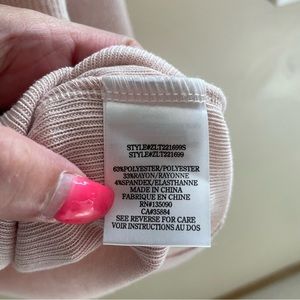 STYLE#ZLT221699S
STYLE#ZLT221699
63%POLYESTER/POLYESTER
33%RAYON/RAYONNE
4%SPANDEX/ELASTHANNE
MADE IN CHINA
FABRIQUE EN CHINE
RN#135090
CA#35884
SEE REVERSE FOR CARE
VOIR INSTRUCTIONS AU DOS